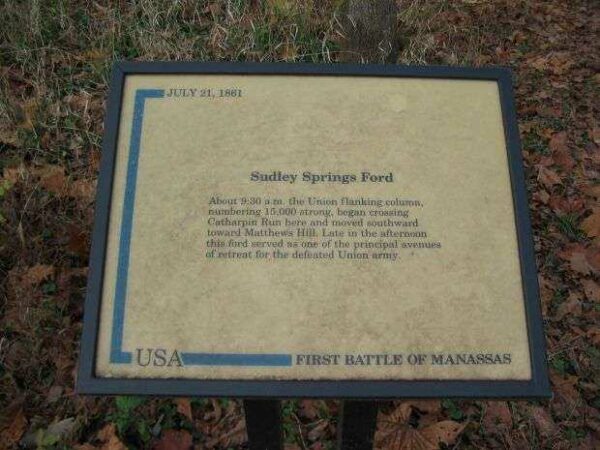 JULY 21, 1861
Sudley Springs Ford
About 9:30 a.m. the Union flanking column,
numbering 15,000 strong, began crossing
Catharpin Run here and moved southward
toward Matthews Hill. Late in the afternoon
this ford served as one of the principal avenues
of retreat for the defeated Union army.
USA
FIRST BATTLE OF MANASSAS